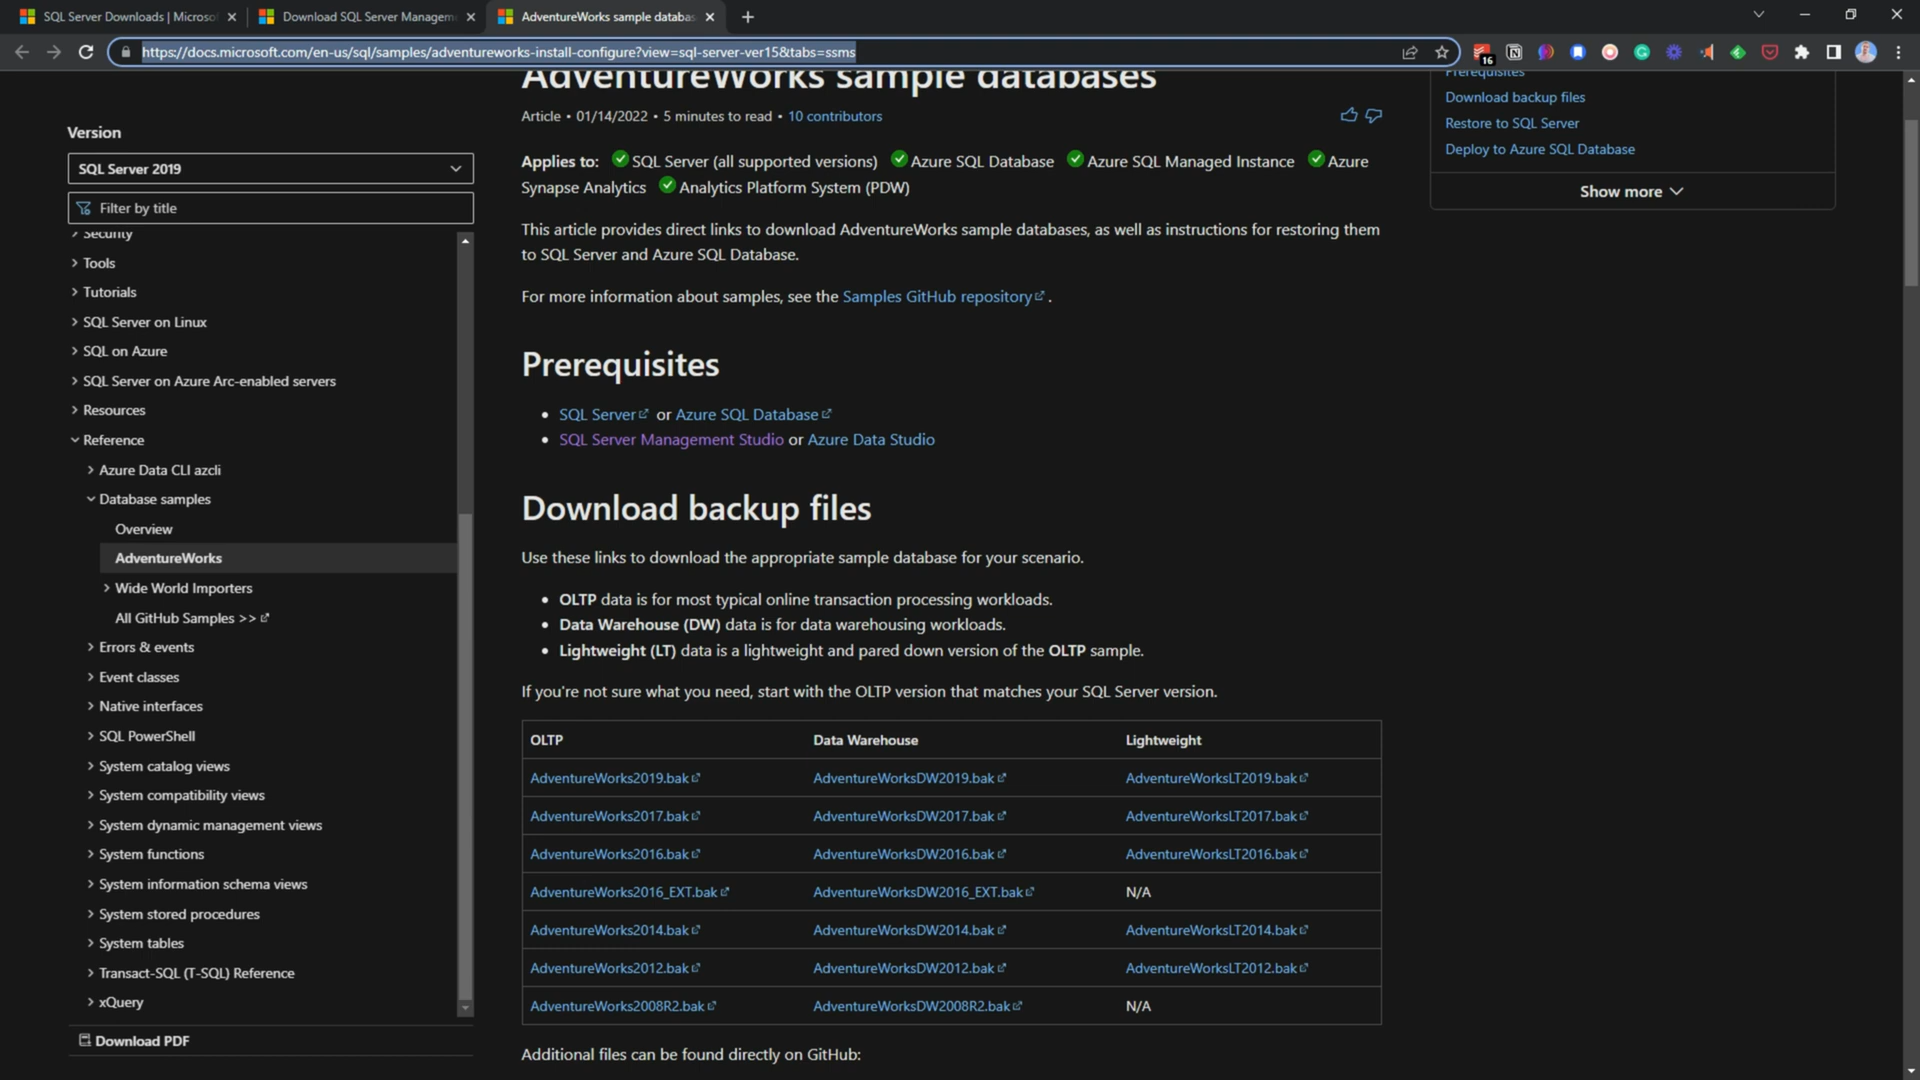 SQL Server Downloads | Microsof
Download SQL Server Managem
AdventureWorks sample databas
https://docs.microsoft.com/en-us/sql/samples/adventureworks-install-configure?view=sql-server-ver15&tabs=ssms
16
Version
SQL Server 2019
Filter by title
Security
Tools
Tutorials
SQL Server on Linux
SQL on Azure
SQL Server on Azure Arc-enabled servers
Resources
Reference
Azure Data CLI azcli
Database samples
Overview
AdventureWorks
Wide World Importers
All GitHub Samples >>
Errors & events
Event classes
Native interfaces
SQL PowerShell
System catalog views
System compatibility views
System dynamic management views
System functions
System information schema views
System stored procedures
System tables
Transact-SQL (T-SQL) Reference
xQuery
Download PDF
AdventureWorks sample databases
Article • 01/14/2022 • 5 minutes to read • 10 contributors
Applies to: SQL Server (all supported versions) Azure SQL Database Azure SQL Managed Instance Azure
Synapse Analytics Analytics Platform System (PDW)
This article provides direct links to download AdventureWorks sample databases, as well as instructions for restoring them
to SQL Server and Azure SQL Database.
For more information about samples, see the Samples GitHub repository .
Prerequisites
• SQL Server or Azure SQL Database
• SQL Server Management Studio or Azure Data Studio
Download backup files
Use these links to download the appropriate sample database for your scenario.
• OLTP data is for most typical online transaction processing workloads.
• Data Warehouse (DW) data is for data warehousing workloads.
• Lightweight (LT) data is a lightweight and pared down version of the OLTP sample.
If you're not sure what you need, start with the OLTP version that matches your SQL Server version.
OLTP Data Warehouse Lightweight
AdventureWorks2019.bak AdventureWorksDW2019.bak AdventureWorksLT2019.bak
AdventureWorks2017.bak AdventureWorksDW2017.bak AdventureWorksLT2017.bak
AdventureWorks2016.bak AdventureWorksDW2016.bak AdventureWorksLT2016.bak
AdventureWorks2016_EXT.bak AdventureWorksDW2016_EXT.bak N/A
AdventureWorks2014.bak AdventureWorksDW2014.bak AdventureWorksLT2014.bak
AdventureWorks2012.bak AdventureWorksDW2012.bak AdventureWorksLT2012.bak
AdventureWorks2008R2.bak AdventureWorksDW2008R2.bak N/A
Additional files can be found directly on GitHub:
Prerequisites
Download backup files
Restore to SQL Server
Deploy to Azure SQL Database
Show more